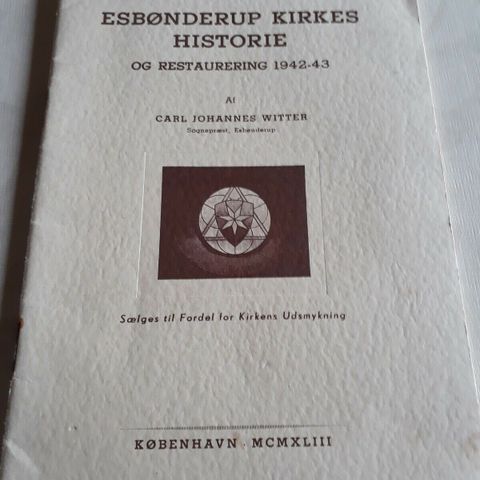 ESBØNDERUP KIRKES
HISTORIE
OG RESTAURERING 1942-43
Af
CARL JOHANNES WITTER
Sognepræst, Esbønderup
Sælges til Fordel for Kirkens Udsmykning
KØBENHAVN MCMXLIII